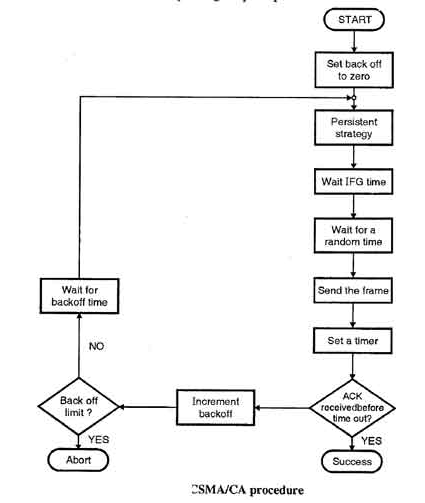 START
Set back off
to zero
Persistent
strategy
Wait IFG time
Wait for a
random time
Send the frame
Set a timer
ACK
receivedbefore
time out?
YES
Success
Increment
backoff
Back off
limit ?
YES
Abort
NO
Wait for
backoff time
CSMA/CA procedure